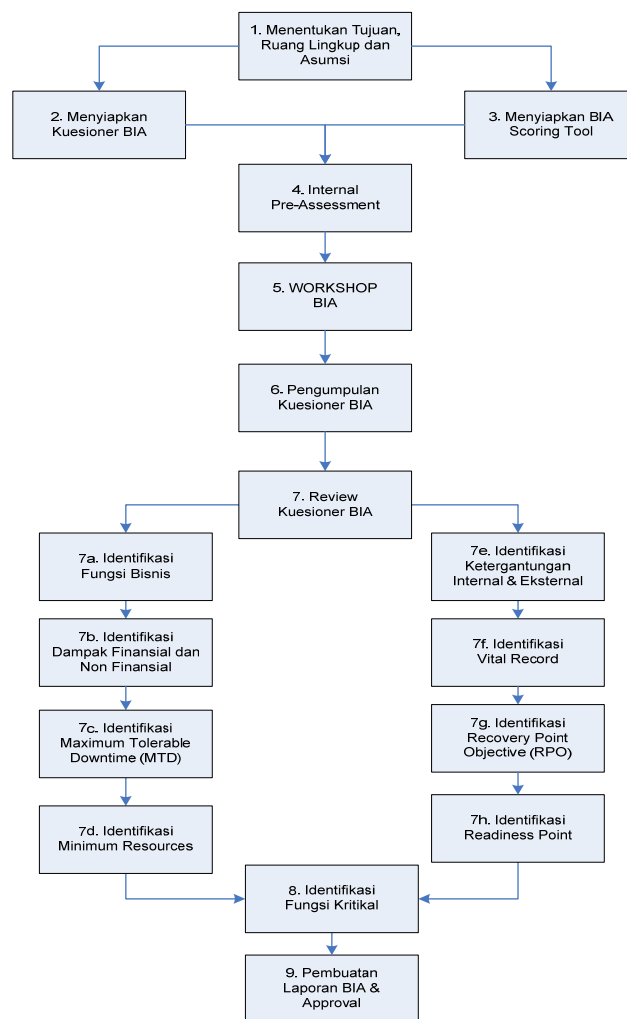 1. Menentukan Tujuan,
Ruang Lingkup dan
Asumsi
2. Menyiapkan
Kuesioner BIA
3. Menyiapkan BIA
Scoring Tool
4. Internal
Pre-Assessment
5. WORKSHOP
BIA
6. Pengumpulan
Kuesioner BIA
7. Review
Kuesioner BIA
7a. Identifikasi
Fungsi Bisnis
7b. Identifikasi
Dampak Finansial dan
Non Finansial
7c. Identifikasi
Maximum Tolerable
Downtime (MTD)
7d. Identifikasi
Minimum Resources
7e. Identifikasi
Ketergantungan
Internal & Eksternal
7f. Identifikasi
Vital Record
7g. Identifikasi
Recovery Point
Objective (RPO)
7h. Identifikasi
Readiness Point
8. Identifikasi
Fungsi Kritikal
9. Pembuatan
Laporan BIA &
Approval